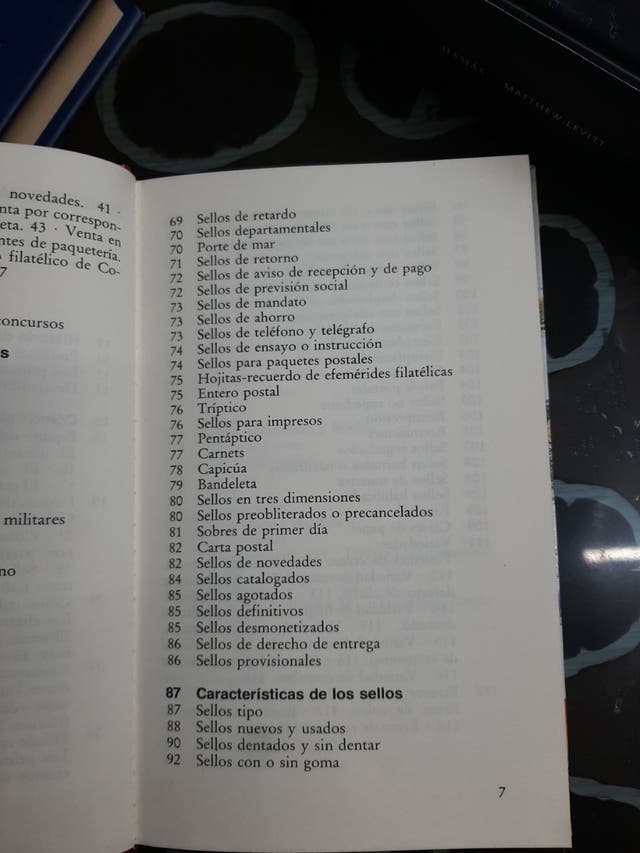 HAMAS MATTHEW LEVITT
novedades. 41 ·
nta por correspon-
eta. 43 · Venta en
ntes de paquetería.
o filatélico de Co-
7
concursos
s
militares
no
69 Sellos de retardo
70 Sellos departamentales
70 Porte de mar
71 Sellos de retorno
72 Sellos de aviso de recepción y de pago
72 Sellos de previsión social
73 Sellos de mandato
73 Sellos de ahorro
73 Sellos de teléfono y telégrafo
74 Sellos de ensayo o instrucción
74 Sellos para paquetes postales
75 Hojitas-recuerdo de efemérides filatélicas
75 Entero postal
76 Tríptico
76 Sellos para impresos
77 Pentáptico
77 Carnets
78 Capicúa
79 Bandeleta
80 Sellos en tres dimensiones
80 Sellos preobliterados o precancelados
81 Sobres de primer día
82 Carta postal
82 Sellos de novedades
84 Sellos catalogados
85 Sellos agotados
85 Sellos definitivos
85 Sellos desmonetizados
86 Sellos de derecho de entrega
86 Sellos provisionales
87 Características de los sellos
87 Sellos tipo
88 Sellos nuevos y usados
90 Sellos dentados y sin dentar
92 Sellos con o sin goma
7